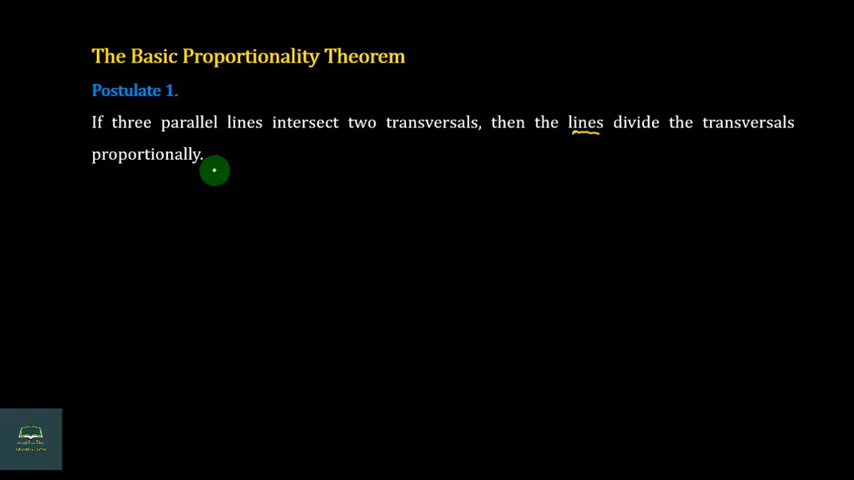 The Basic Proportionality Theorem
Postulate 1.
If three parallel lines intersect two transversals, then the lines divide the transversals
proportionally.